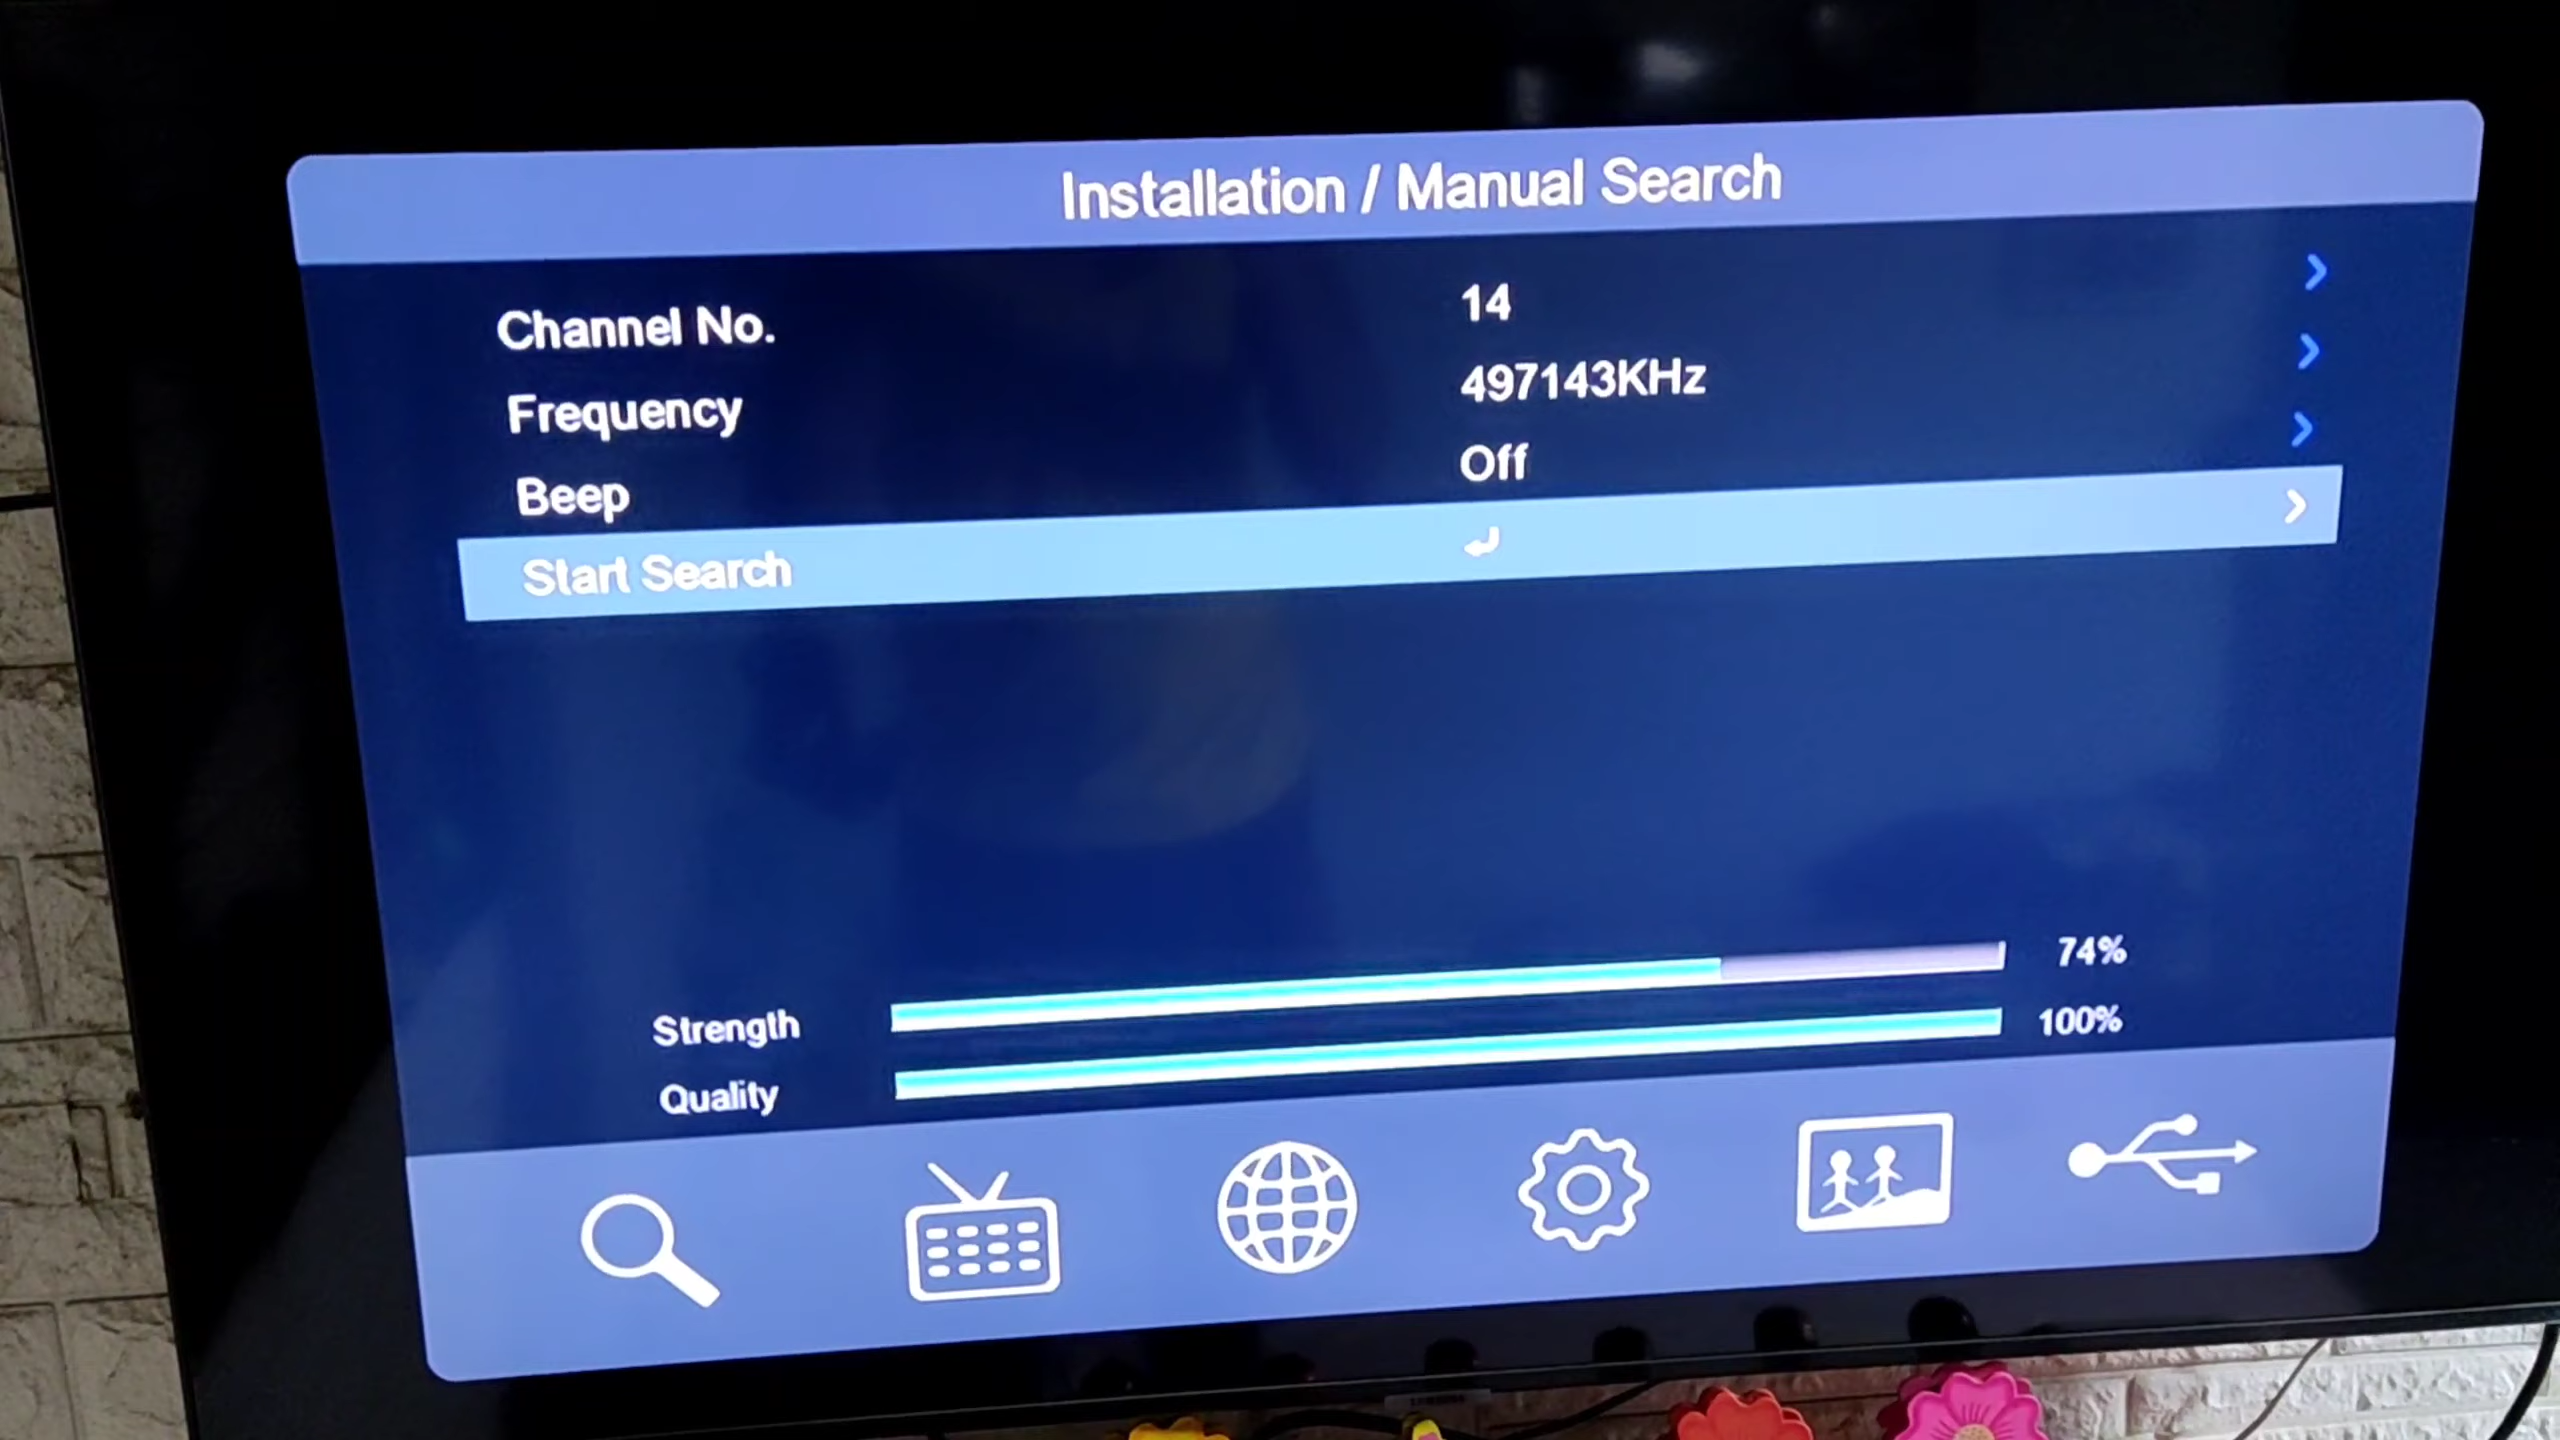 Installation / Manual Search
Channel No. 14
Frequency 497143KHz
Beep Off
Start Search
Strength 74%
Quality 100%